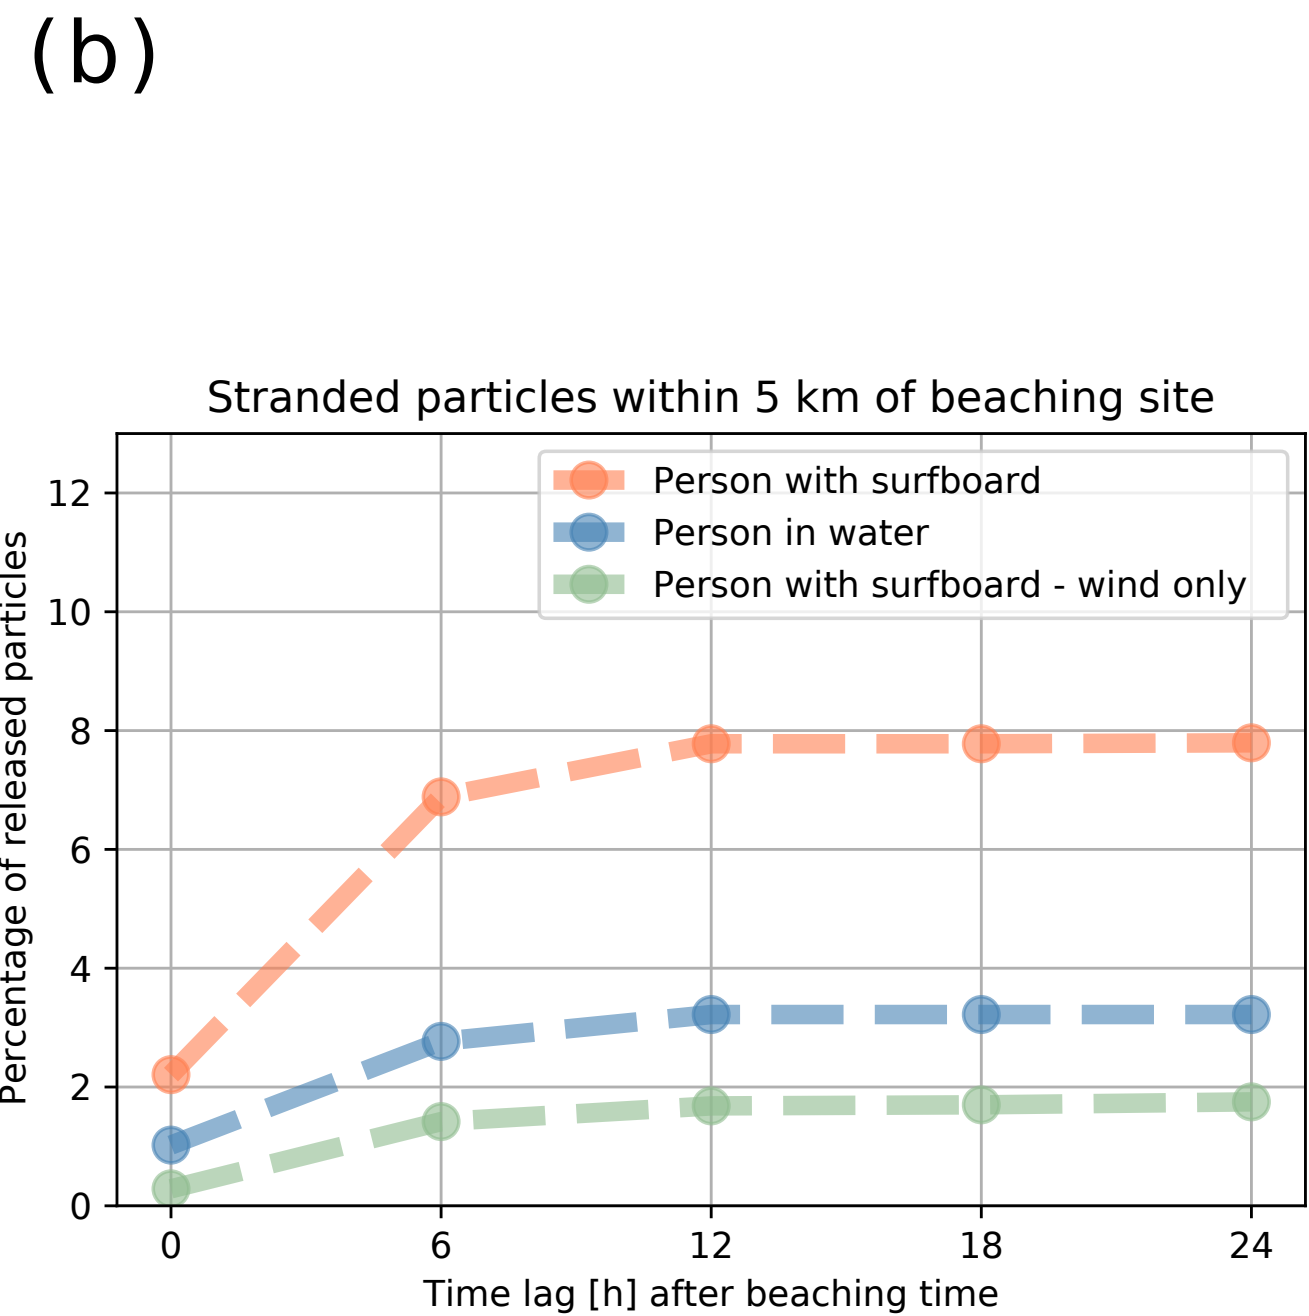 (b)
Stranded particles within 5 km of beaching site
Person with surfboard
Person in water
Person with surfboard - wind only
Percentage of released particles
12
10
8
6
4
2
0
0 6 12 18 24
Time lag [h] after beaching time